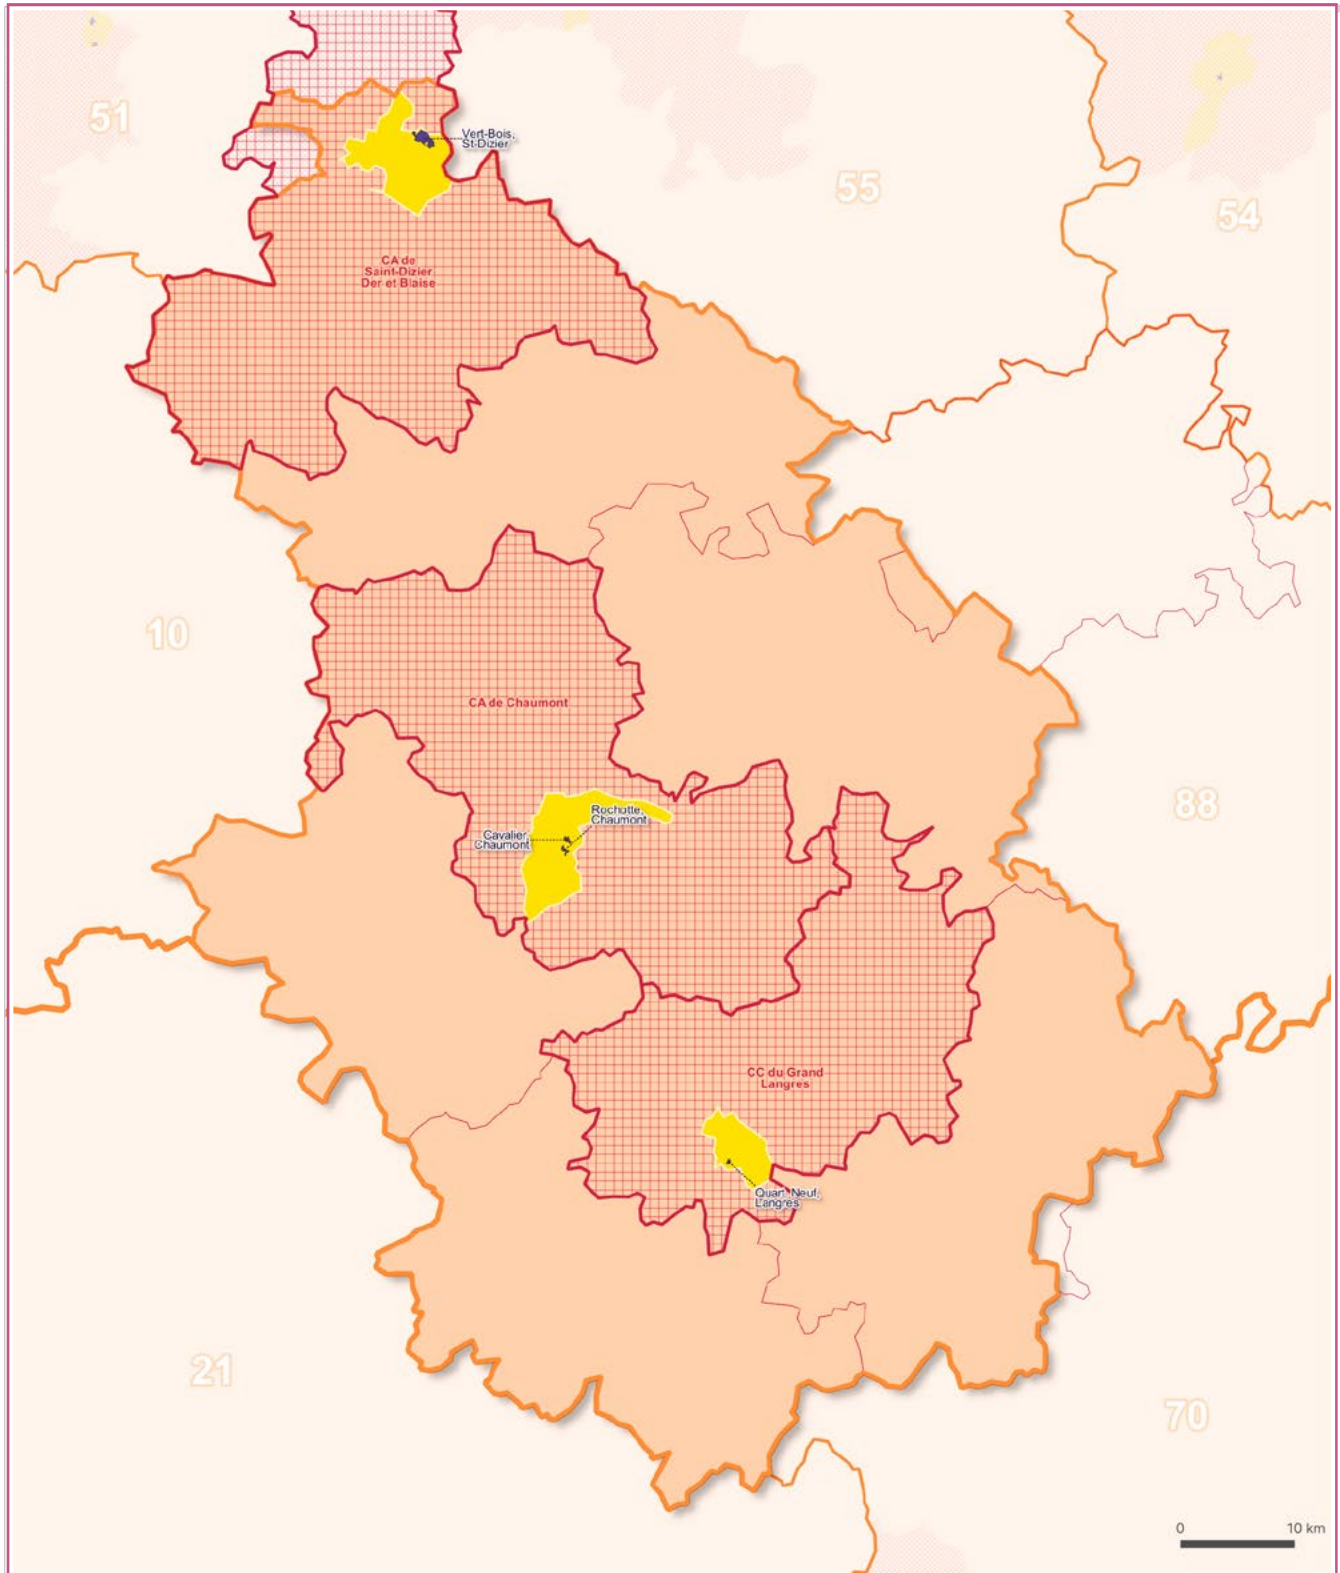 51
Vert-Bois,
St-Dizier
55
54
CA de
Saint-Dizier
Der et Blaise
10
CA de Chaumont
88
Rochotte,
Chaumont
Cavalier,
Chaumont
CC du Grand
Langres
Quart. Neuf,
Langres
21
70
0 10 km